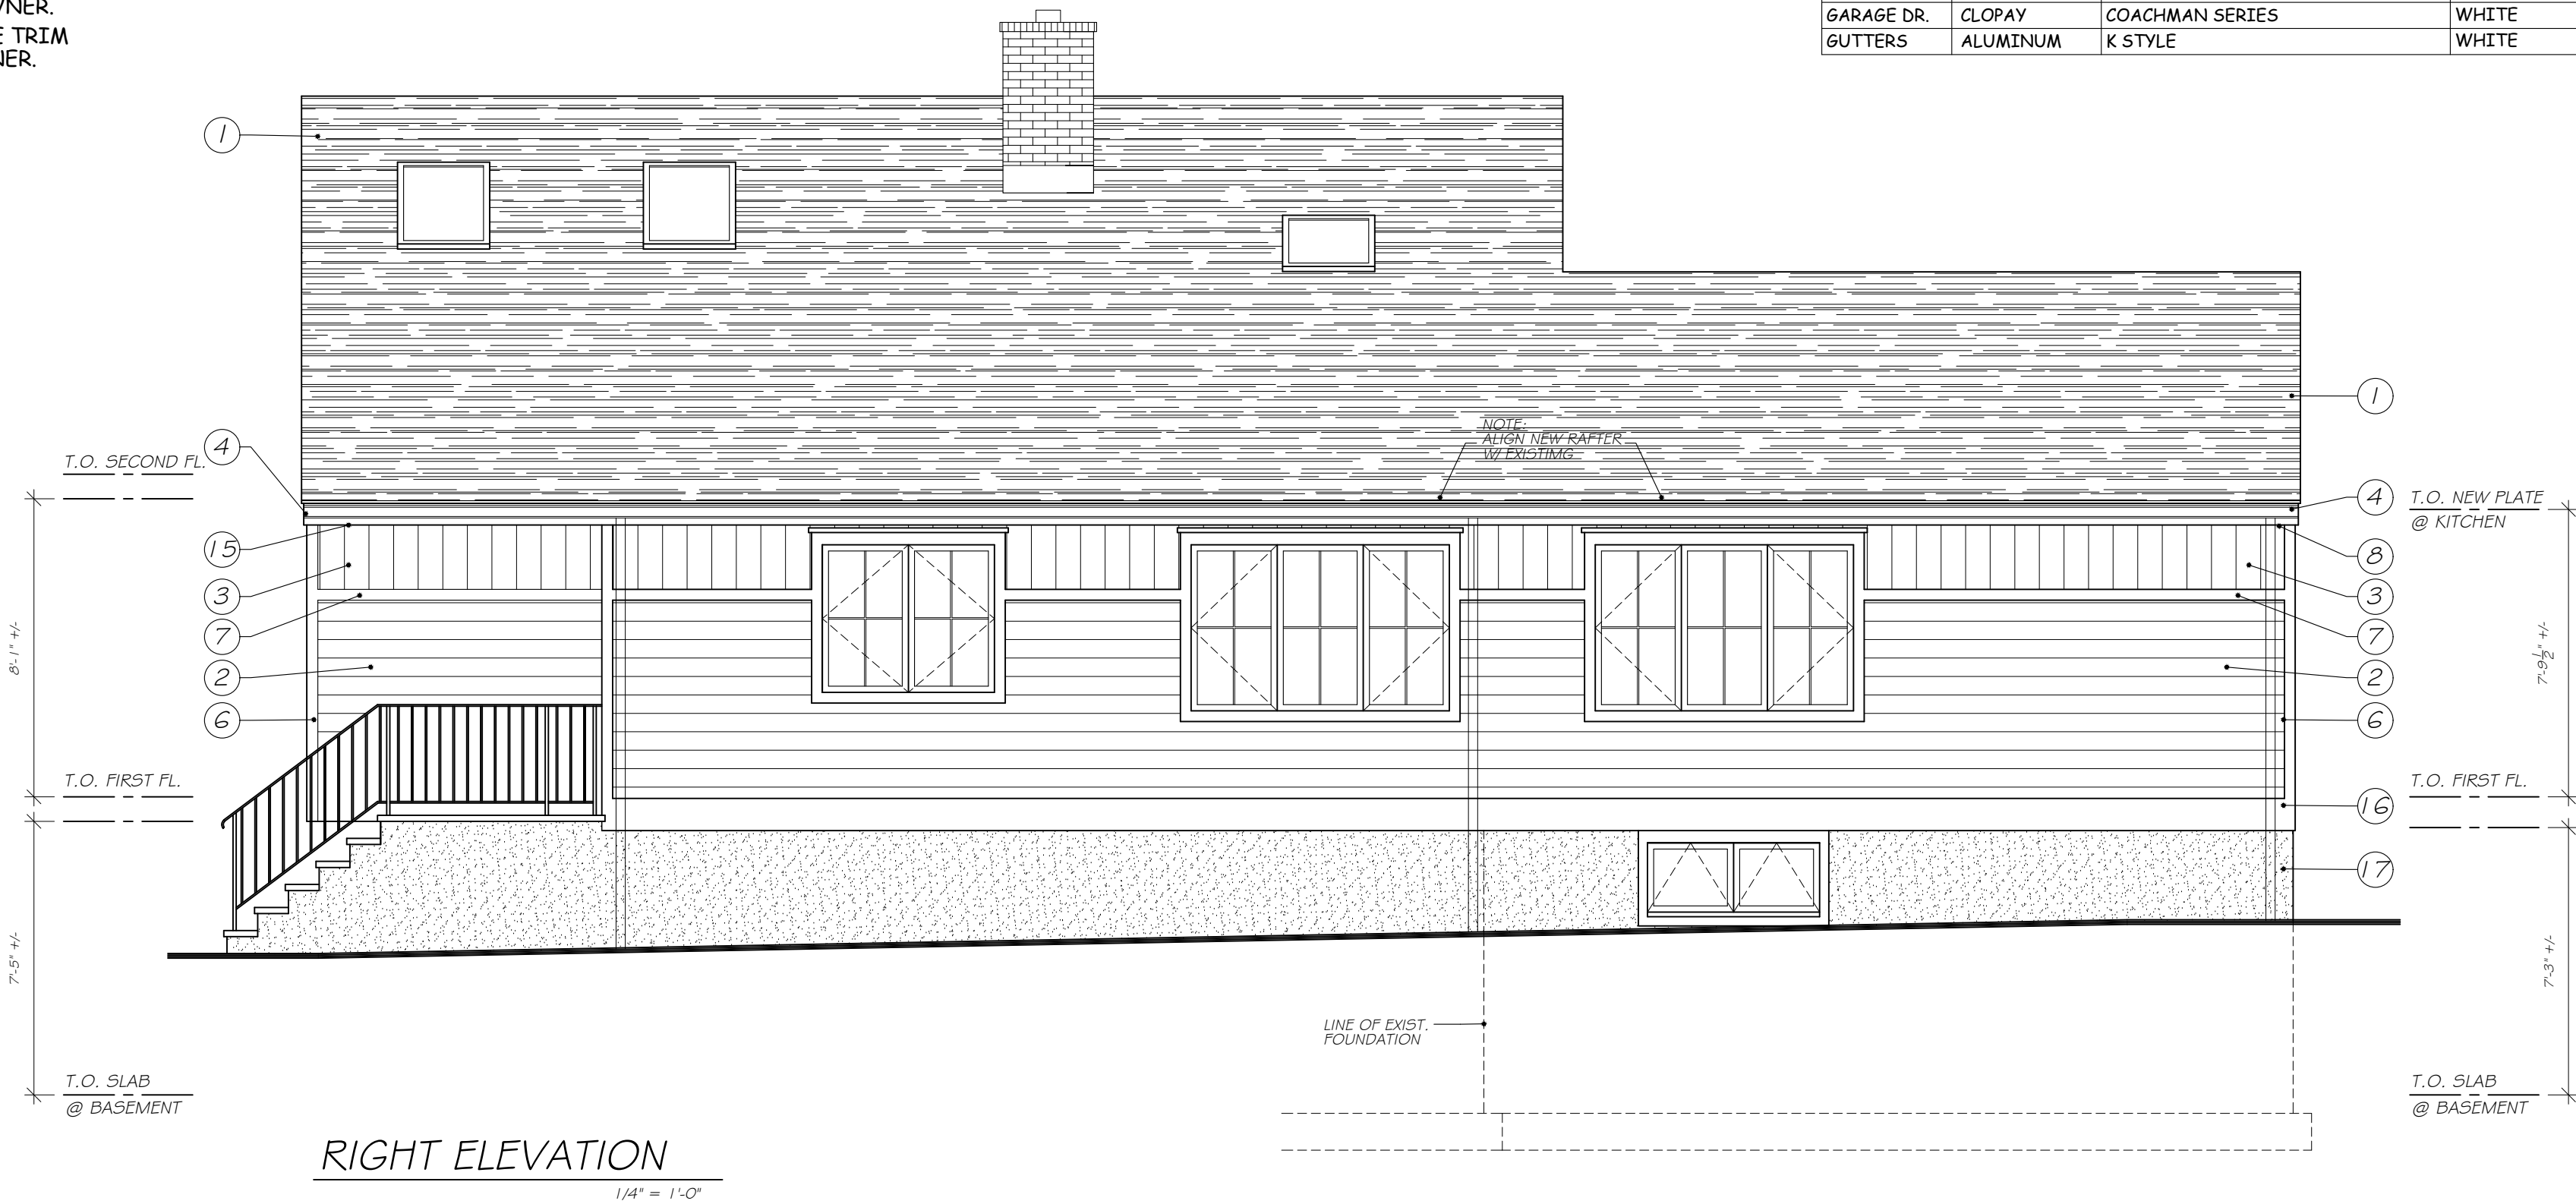 WNER.
E TRIM
NER.
GARAGE DR. CLOPAY COACHMAN SERIES WHITE
GUTTERS ALUMINUM K STYLE WHITE
1
1
NOTE:
ALIGN NEW RAFTER
W/ EXISTIMG
4
T.O. SECOND FL.
4
T.O. NEW PLATE
@ KITCHEN
15
8
3
3
7
7
8'-1" +/-
7'-9 1/2" +/-
2
2
6
6
T.O. FIRST FL.
T.O. FIRST FL.
16
17
7'-5" +/-
7'-3" +/-
LINE OF EXIST.
FOUNDATION
T.O. SLAB
@ BASEMENT
T.O. SLAB
@ BASEMENT
RIGHT ELEVATION
1/4" = 1'-0"